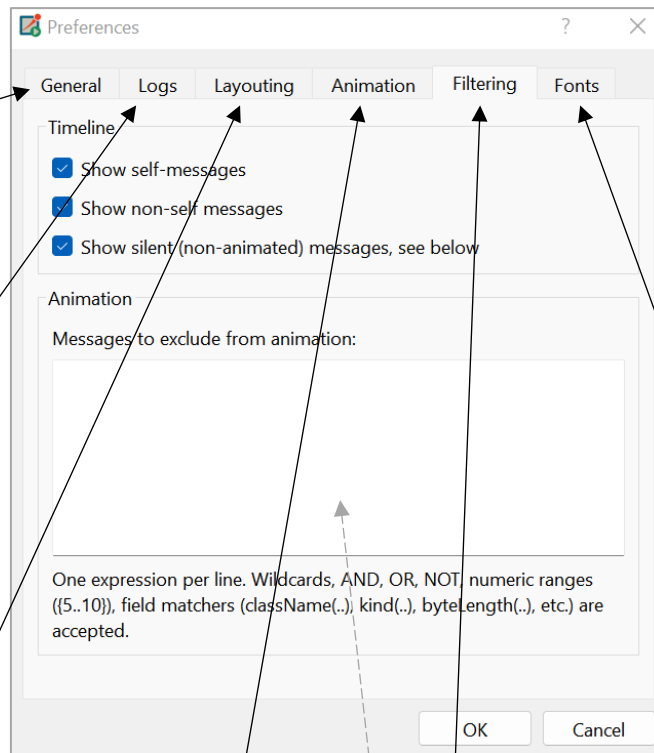 Preferences ?
General Logs Layouting Animation Filtering Fonts
Timeline
Show self-messages
Show non-self messages
Show silent (non-animated) messages, see below
Animation
Messages to exclude from animation:
One expression per line. Wildcards, AND, OR, NOT, numeric ranges
({5..10}), field matchers (className(..), kind(..), byteLength(..), etc.) are
accepted.
OK Cancel